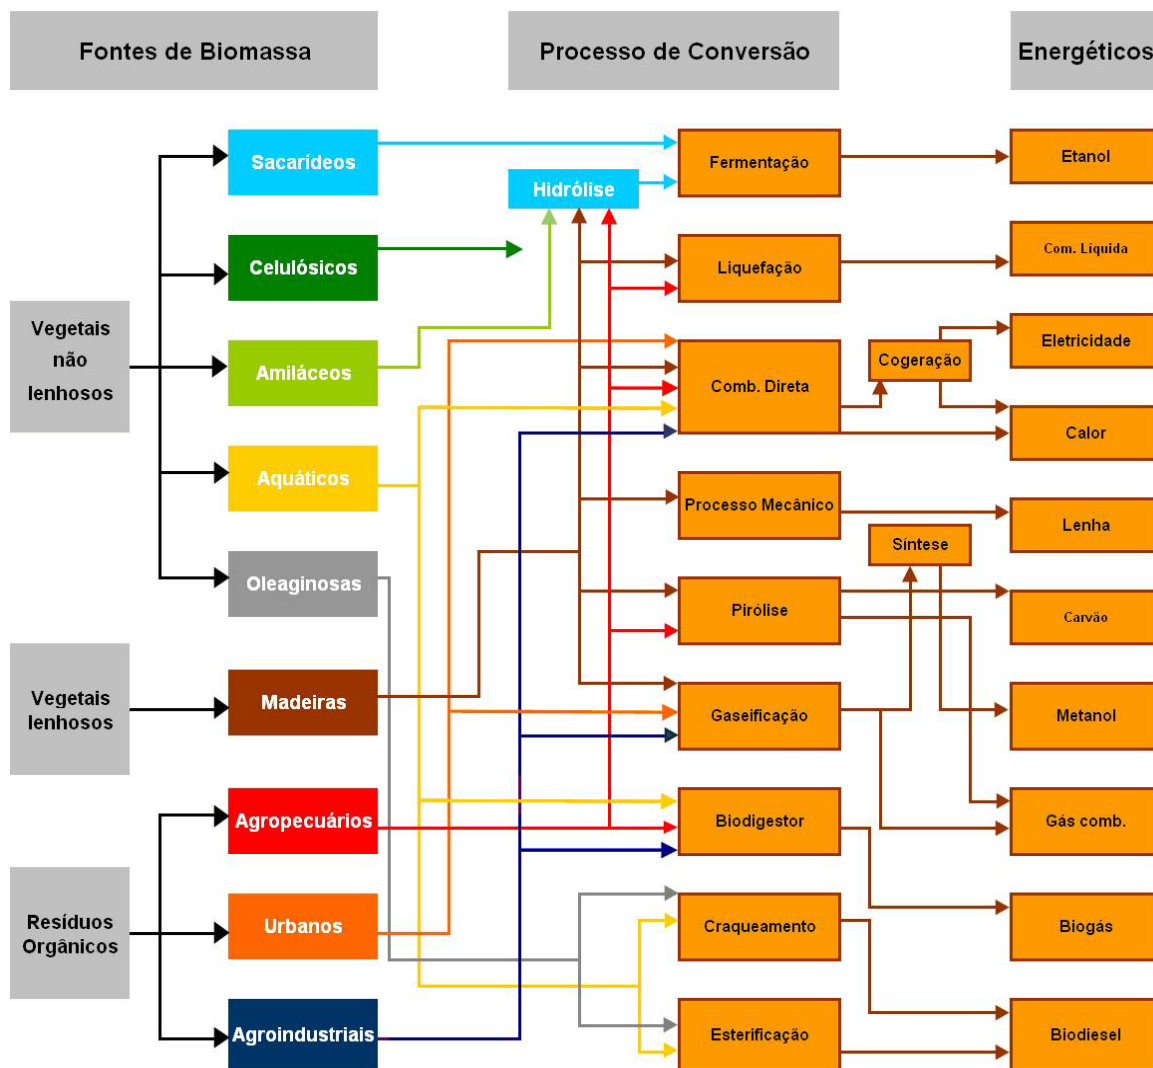 Fontes de Biomassa
Processo de Conversão
Energéticos
Vegetais
não
lenhosos
Vegetais
lenhosos
Resíduos
Orgânicos
Sacarídeos
Celulósicos
Amiláceos
Aquáticos
Oleaginosas
Madeiras
Agropecuários
Urbanos
Agroindustriais
Hidrólise
Fermentação
Liquefação
Comb. Direta
Processo Mecânico
Pirólise
Gaseificação
Biodigestor
Craqueamento
Esterificação
Cogeração
Síntese
Etanol
Com. Líquida
Eletricidade
Calor
Lenha
Carvão
Metanol
Gás comb.
Biogás
Biodiesel